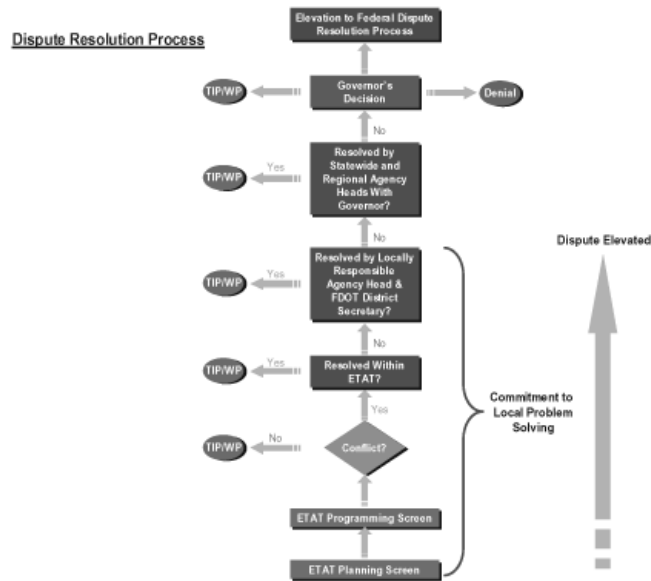 Elevation to Federal Dispute
Resolution Process
Dispute Resolution Process
TIP/WP
Governor's
Decision
Denial
No
Yes
TIP/WP
Resolved by
Statewide and
Regional Agency
Heads With
Governor?
No
Dispute Elevated
Yes
TIP/WP
Resolved by Locally
Responsible
Agency Head &
FDOT District
Secretary?
No
Yes
TIP/WP
Resolved Within
ETAT?
Commitment to
Local Problem
Solving
Yes
No
TIP/WP
Conflict?
ETAT Programming Screen
ETAT Planning Screen